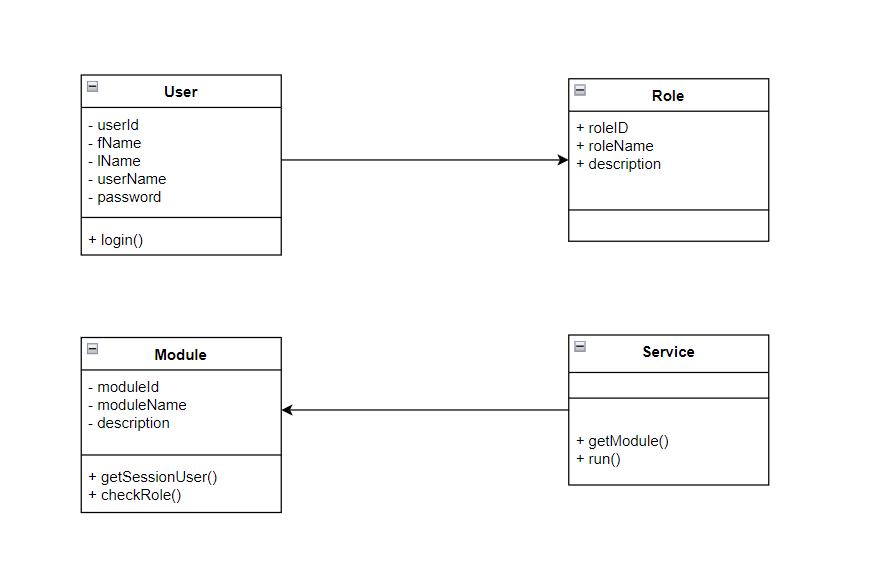 User
- userId
- fName
- lName
- userName
- password
+ login()
Role
+ roleID
+ roleName
+ description
Module
- moduleId
- moduleName
- description
+ getSessionUser()
+ checkRole()
Service
+ getModule()
+ run()